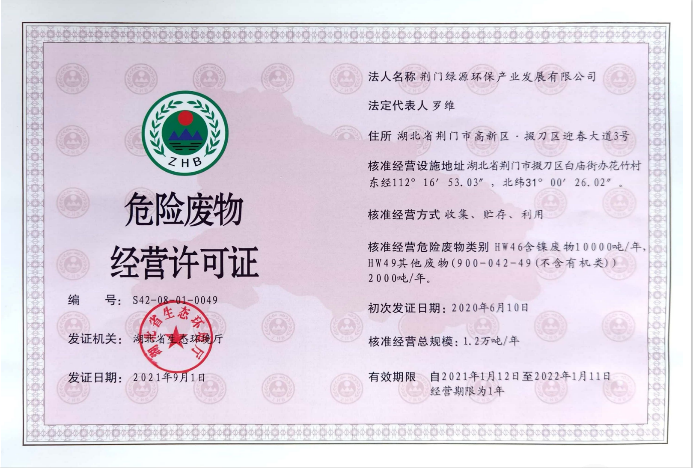 ZHB
危险废物
经营许可证
编 号: S42-08-01-0049
发证机关: 湖北省生态环境厅
湖北省生态环境厅
发证日期: 2021年9月1日
法人名称 荆门绿源环保产业发展有限公司
法定代表人 罗维
住所 湖北省荆门市高新区·掇刀区迎春大道3号
核准经营设施地址 湖北省荆门市掇刀区白庙街办花竹村
东经112° 16′ 53.03″, 北纬31° 00′ 26.02″。
核准经营方式 收集、贮存、利用
核准经营危险废物类别 HW46含镍废物10000吨/年,
HW49其他废物(900-042-49(不含有机类))
2000吨/年。
初次发证日期: 2020年6月10日
核准经营总规模: 1.2万吨/年
有效期限 自2021年1月12日至2022年1月11日
经营期限为1年